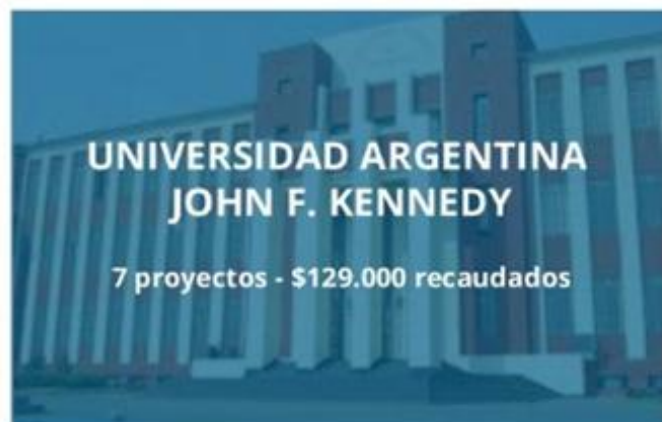 UNIVERSIDAD ARGENTINA
JOHN F. KENNEDY
7 proyectos - $129.000 recaudados